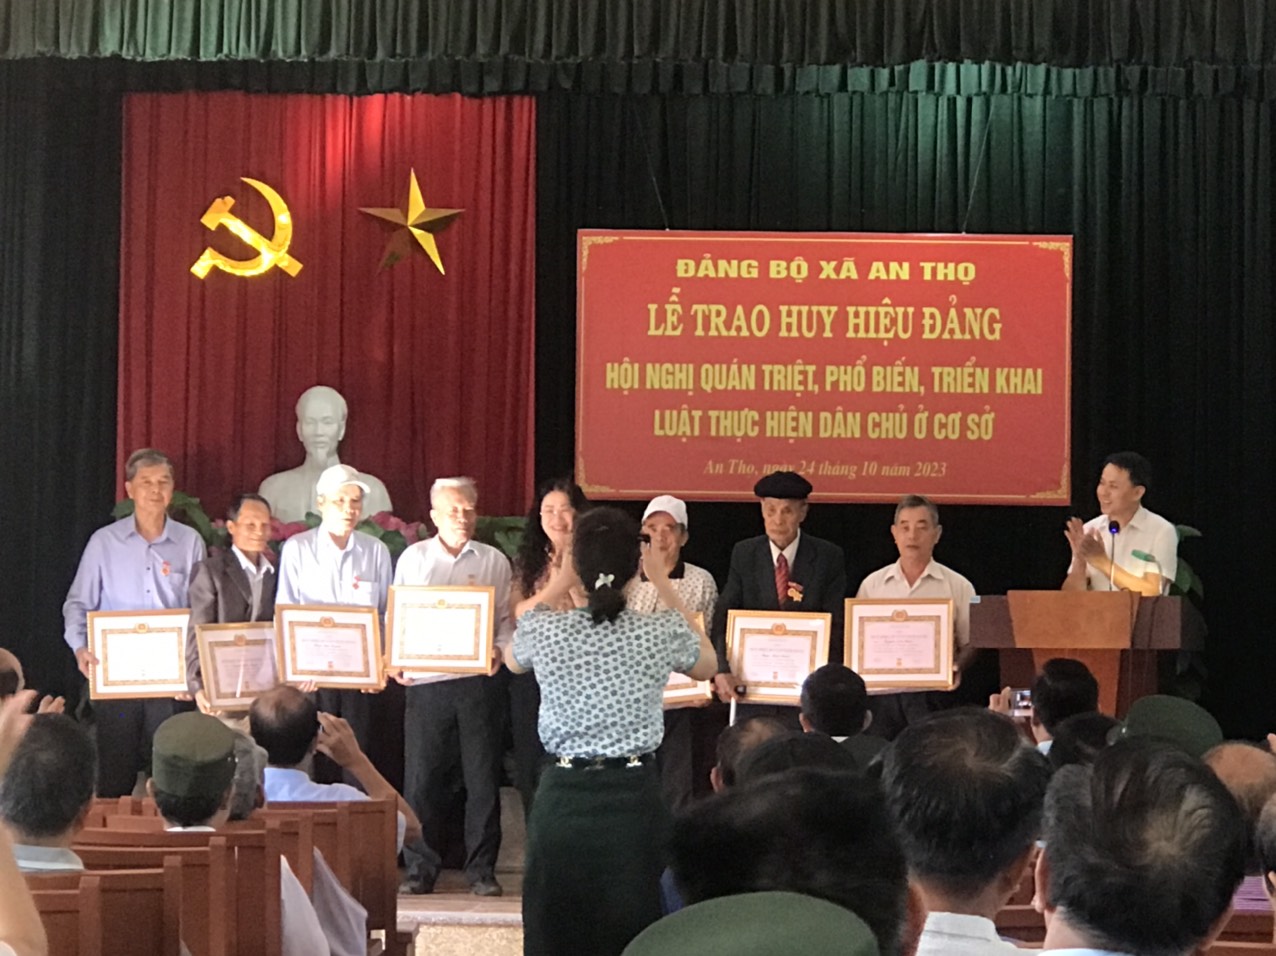 ĐẢNG BỘ XÃ AN THỌ
LỄ TRAO HUY HIỆU ĐẢNG
HỘI NGHỊ QUÁN TRIỆT, PHỔ BIẾN, TRIỂN KHAI
LUẬT THỰC HIỆN DÂN CHỦ Ở CƠ SỞ
An Thọ, ngày 24 tháng 10 năm 2023